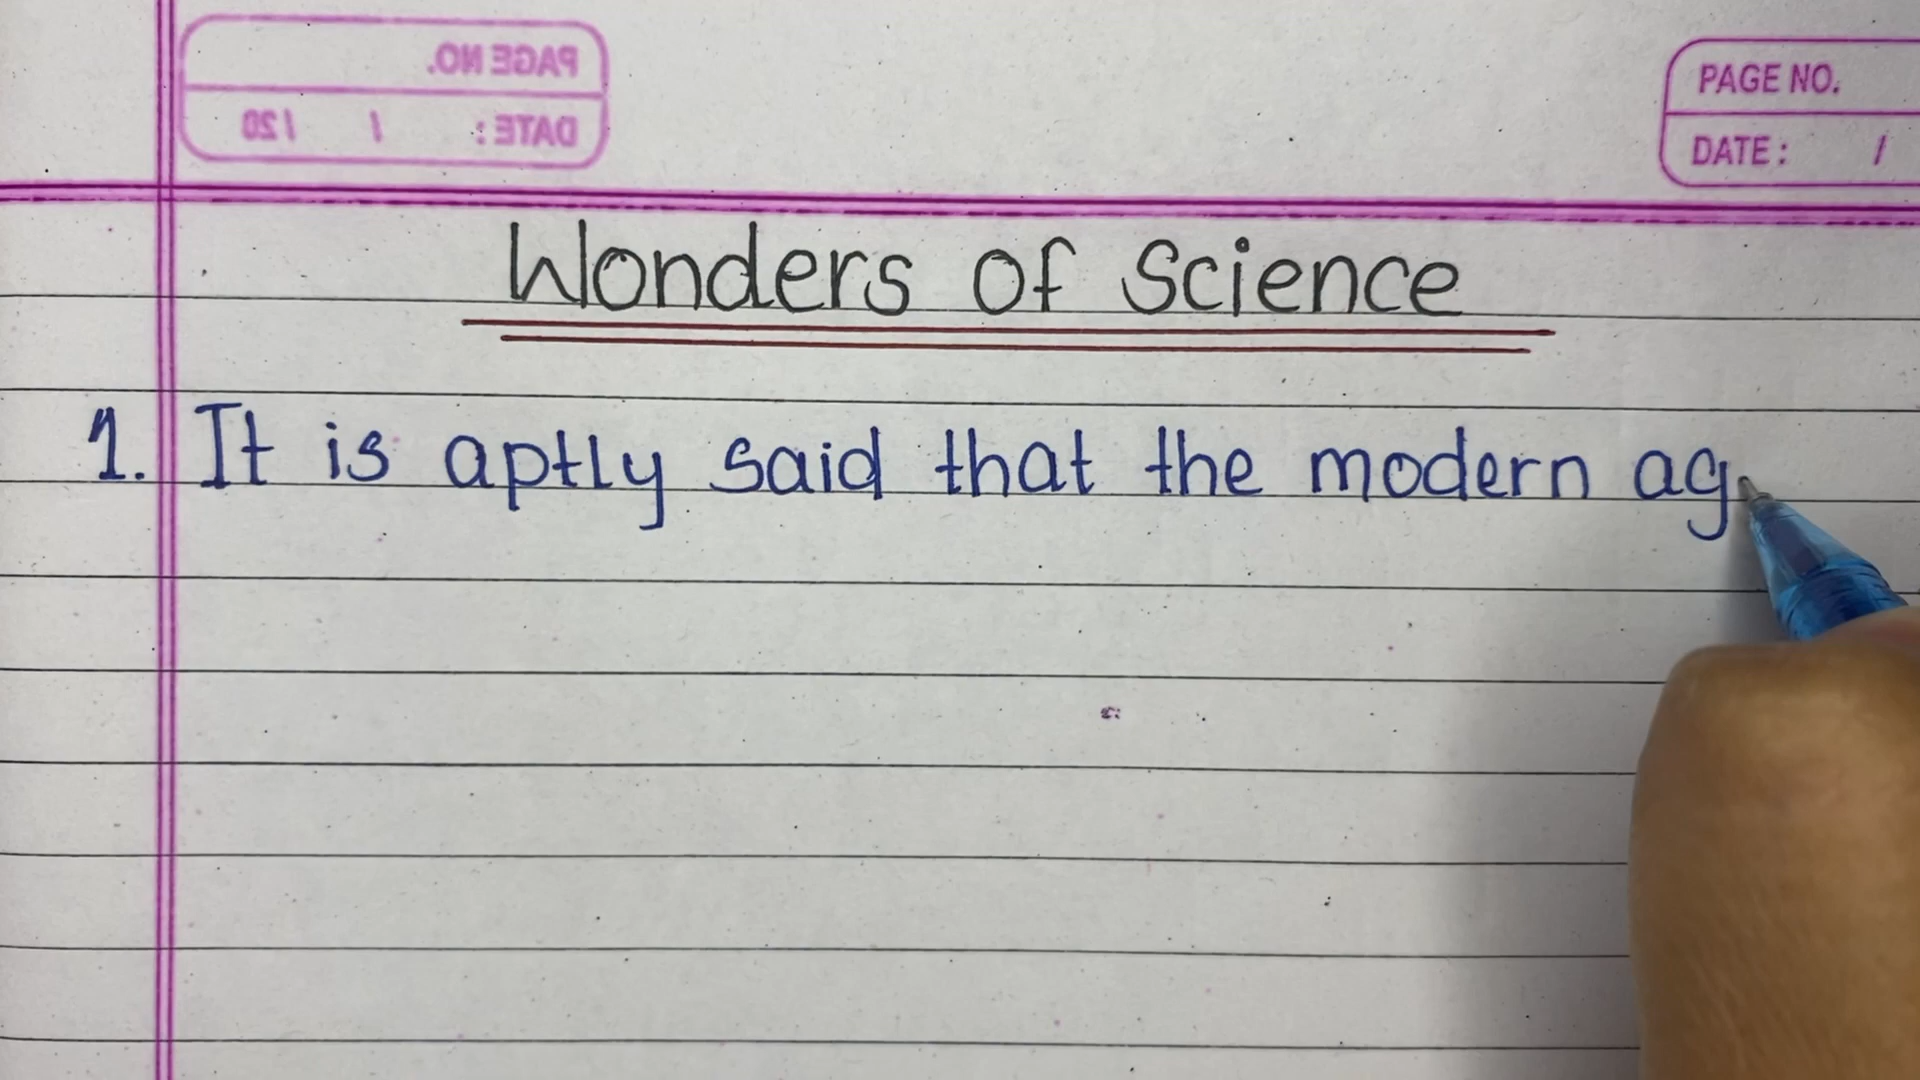 PAGE NO.
DATE: / /20
PAGE NO.
DATE: /
Wonders of Science
1. It is aptly said that the modern ag